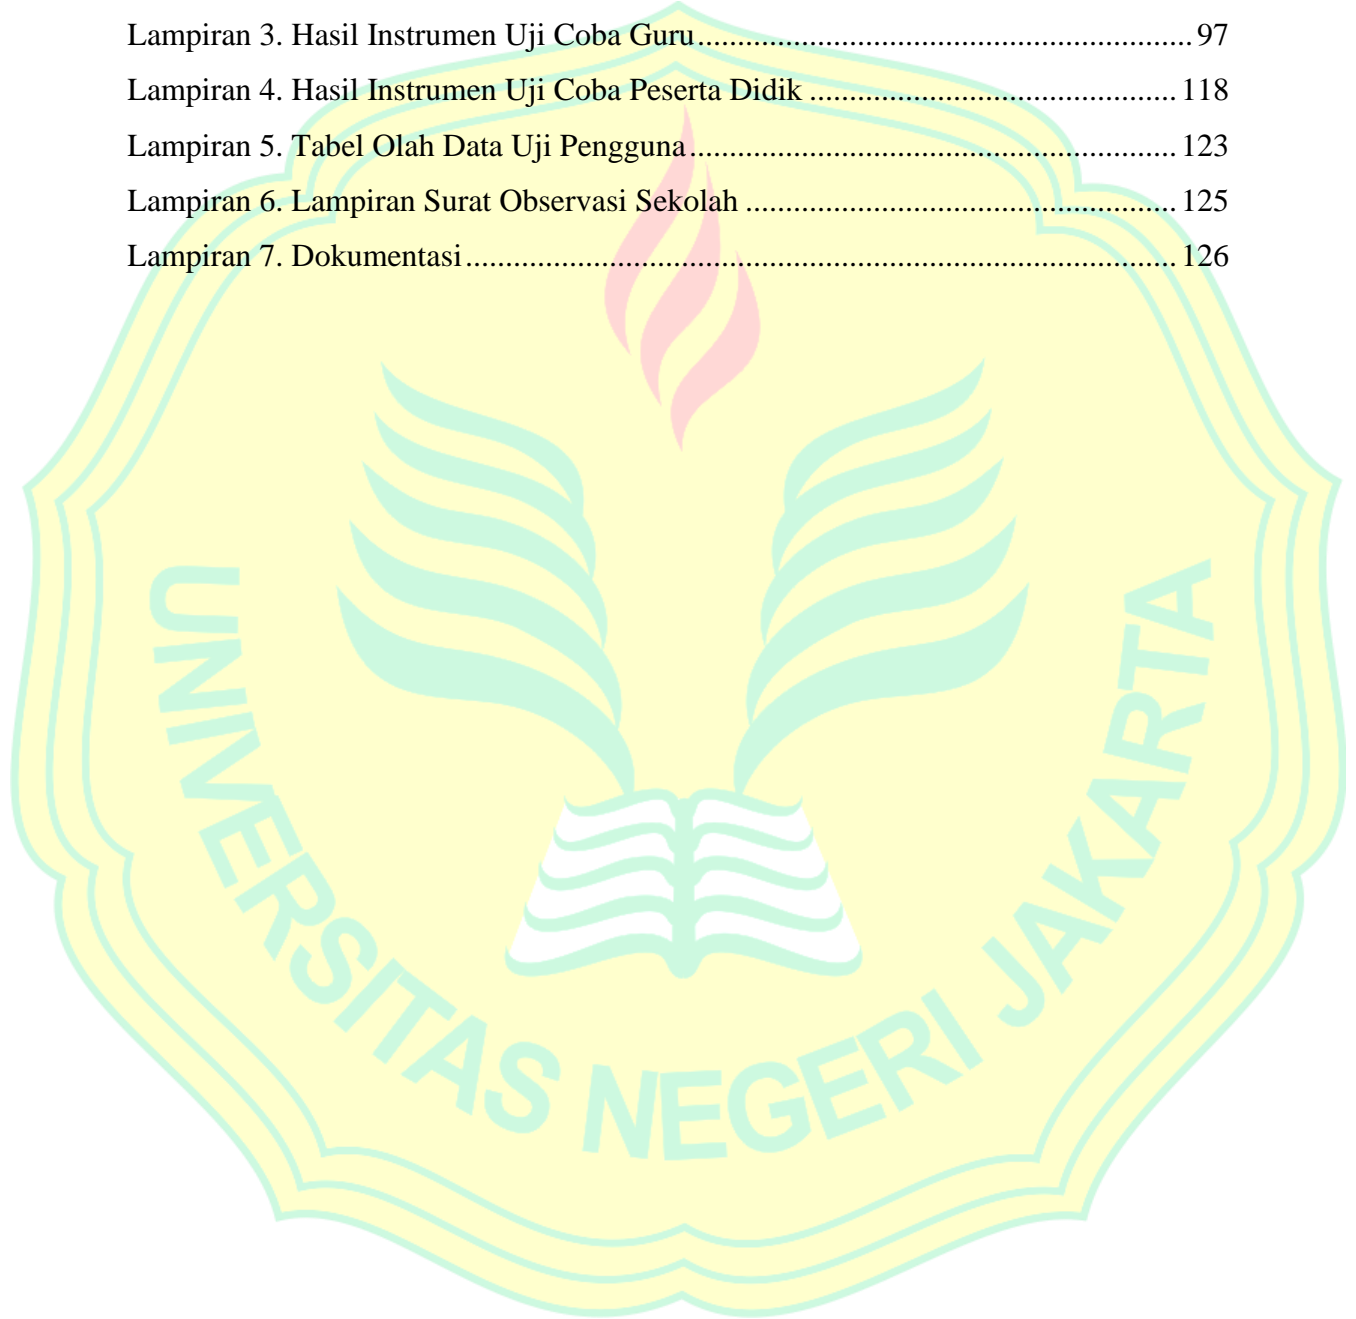 Lampiran 3. Hasil Instrumen Uji Coba Guru.............................................................. 97
Lampiran 4. Hasil Instrumen Uji Coba Peserta Didik .............................................. 118
Lampiran 5. Tabel Olah Data Uji Pengguna............................................................. 123
Lampiran 6. Lampiran Surat Observasi Sekolah ...................................................... 125
Lampiran 7. Dokumentasi......................................................................................... 126
UNIVERSITAS NEGERI JAKARTA